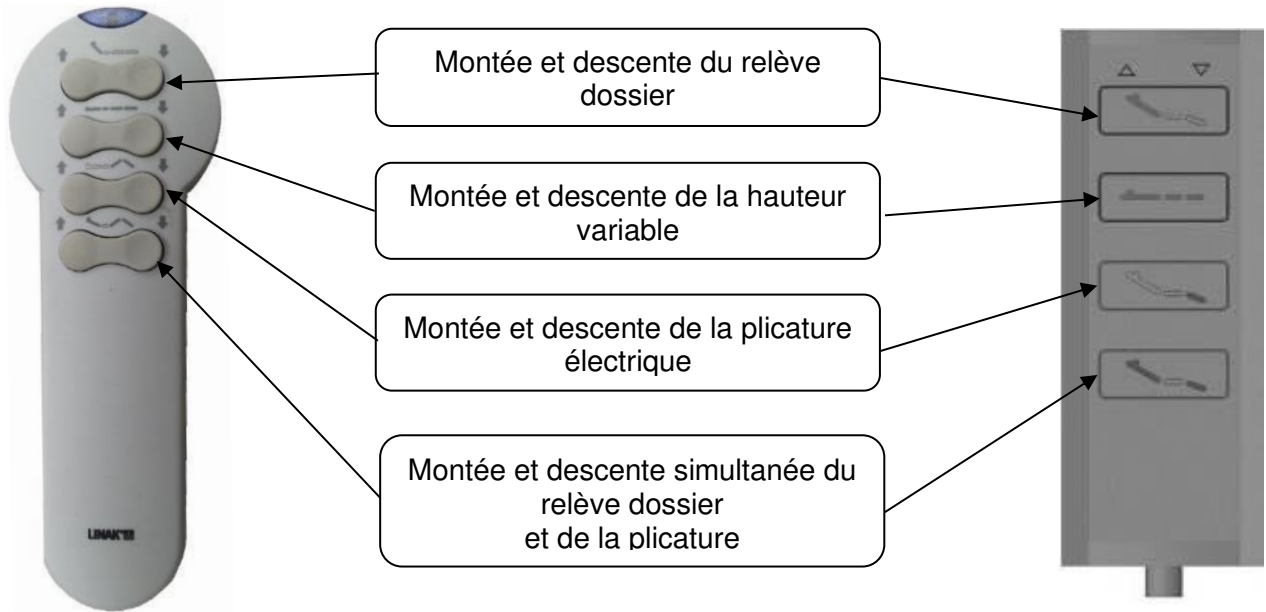 Montée et descente du relève
dossier
Montée et descente de la hauteur
variable
Montée et descente de la plicature
électrique
Montée et descente simultanée du
relève dossier
et de la plicature
LINAK